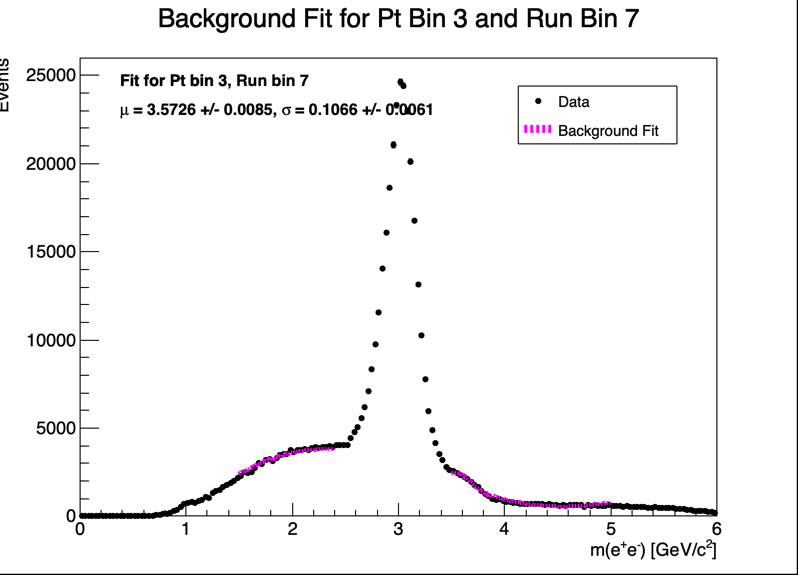 Background Fit for Pt Bin 3 and Run Bin 7
Events
25000
20000
15000
10000
5000
0
Fit for Pt bin 3, Run bin 7
μ = 3.5726 +/- 0.0085, σ = 0.1066 +/- 0.0061
Data
Background Fit
0 1 2 3 4 5 6
m(e⁺e⁻) [GeV/c²]